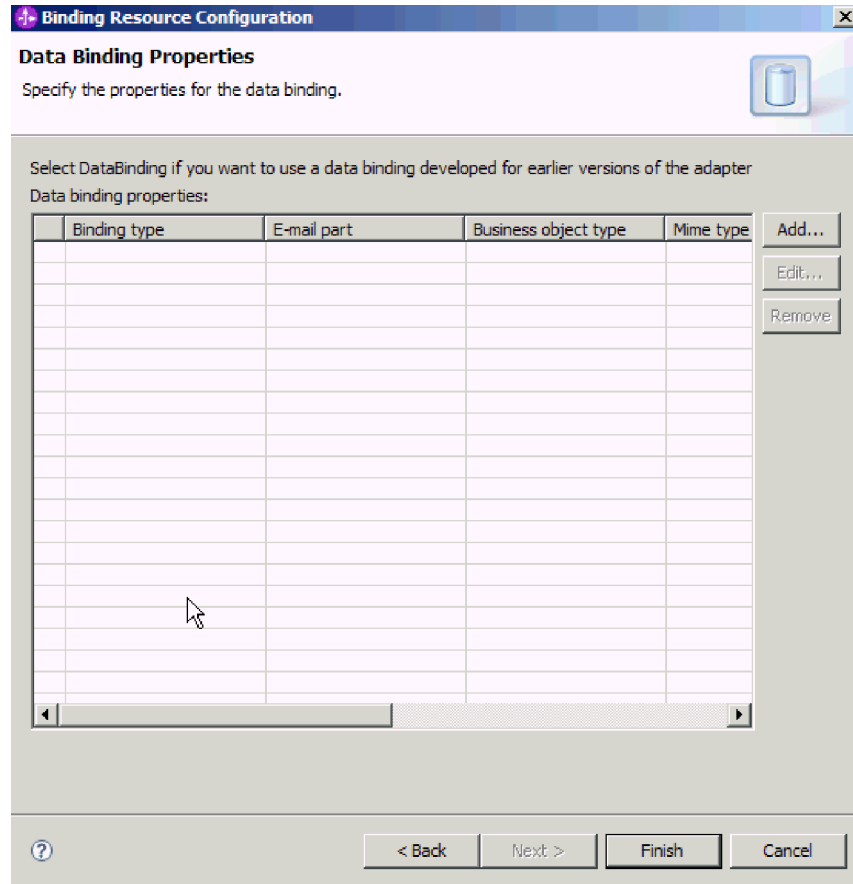 Binding Resource Configuration
Data Binding Properties
Specify the properties for the data binding.
Select DataBinding if you want to use a data binding developed for earlier versions of the adapter
Data binding properties:
Binding type E-mail part Business object type Mime type Add...
Edit...
Remove
? < Back Next > Finish Cancel